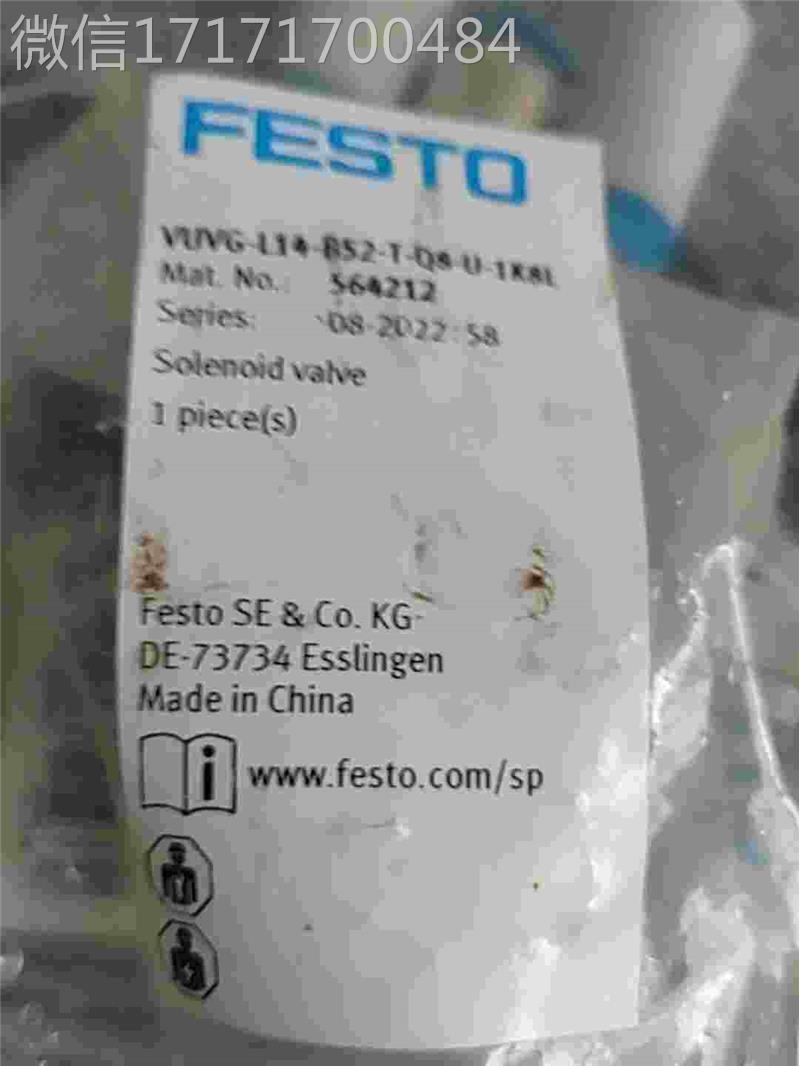 微信17171700484
FESTO
VUVG-L14-B52-T-Q8-U-1R8L
Mat. No.: 564212
Series: 08-2022:58
Solenoid valve
1 piece(s)
Festo SE & Co. KG
DE-73734 Esslingen
Made in China
www.festo.com/sp